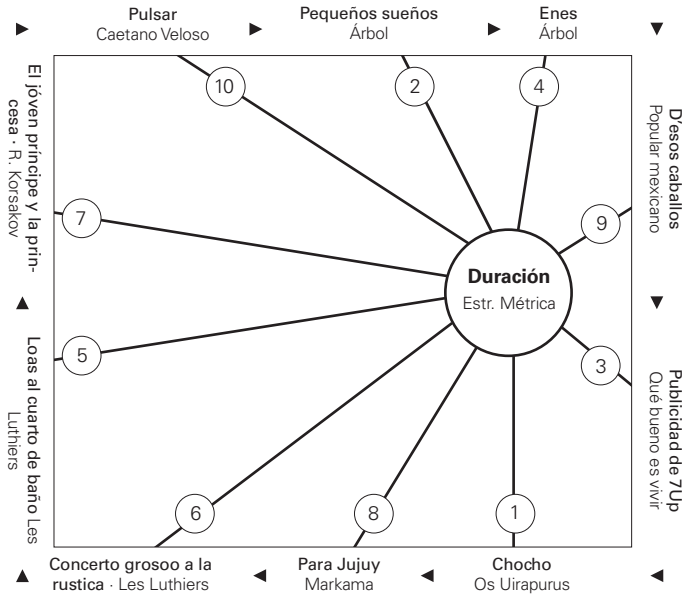 Pulsar
Caetano Veloso
Pequeños sueños
Árbol
Enes
Árbol
10
2
4
El jóven príncipe y la prin-
cesa · R. Korsakov
D'esos caballos
Popular mexicano
7
9
Duración
Estr. Métrica
5
3
Loas al cuarto de baño Les
Luthiers
Publicidad de 7Up
Qué bueno es vivir
6
8
1
Concerto grosoo a la
rustica · Les Luthiers
Para Jujuy
Markama
Chocho
Os Uirapurus